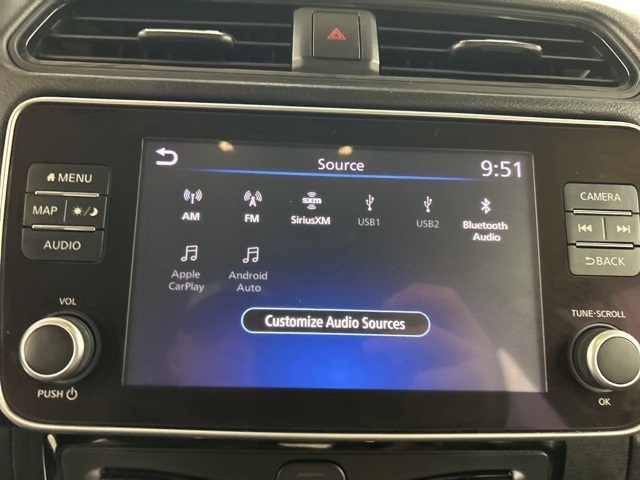 Source
9:51
MENU
MAP
AUDIO
VOL
PUSH
AM
FM
sxm
SiriusXM
USB1
USB2
Bluetooth
Audio
Apple
CarPlay
Android
Auto
Customize Audio Sources
CAMERA
BACK
TUNE·SCROLL
OK